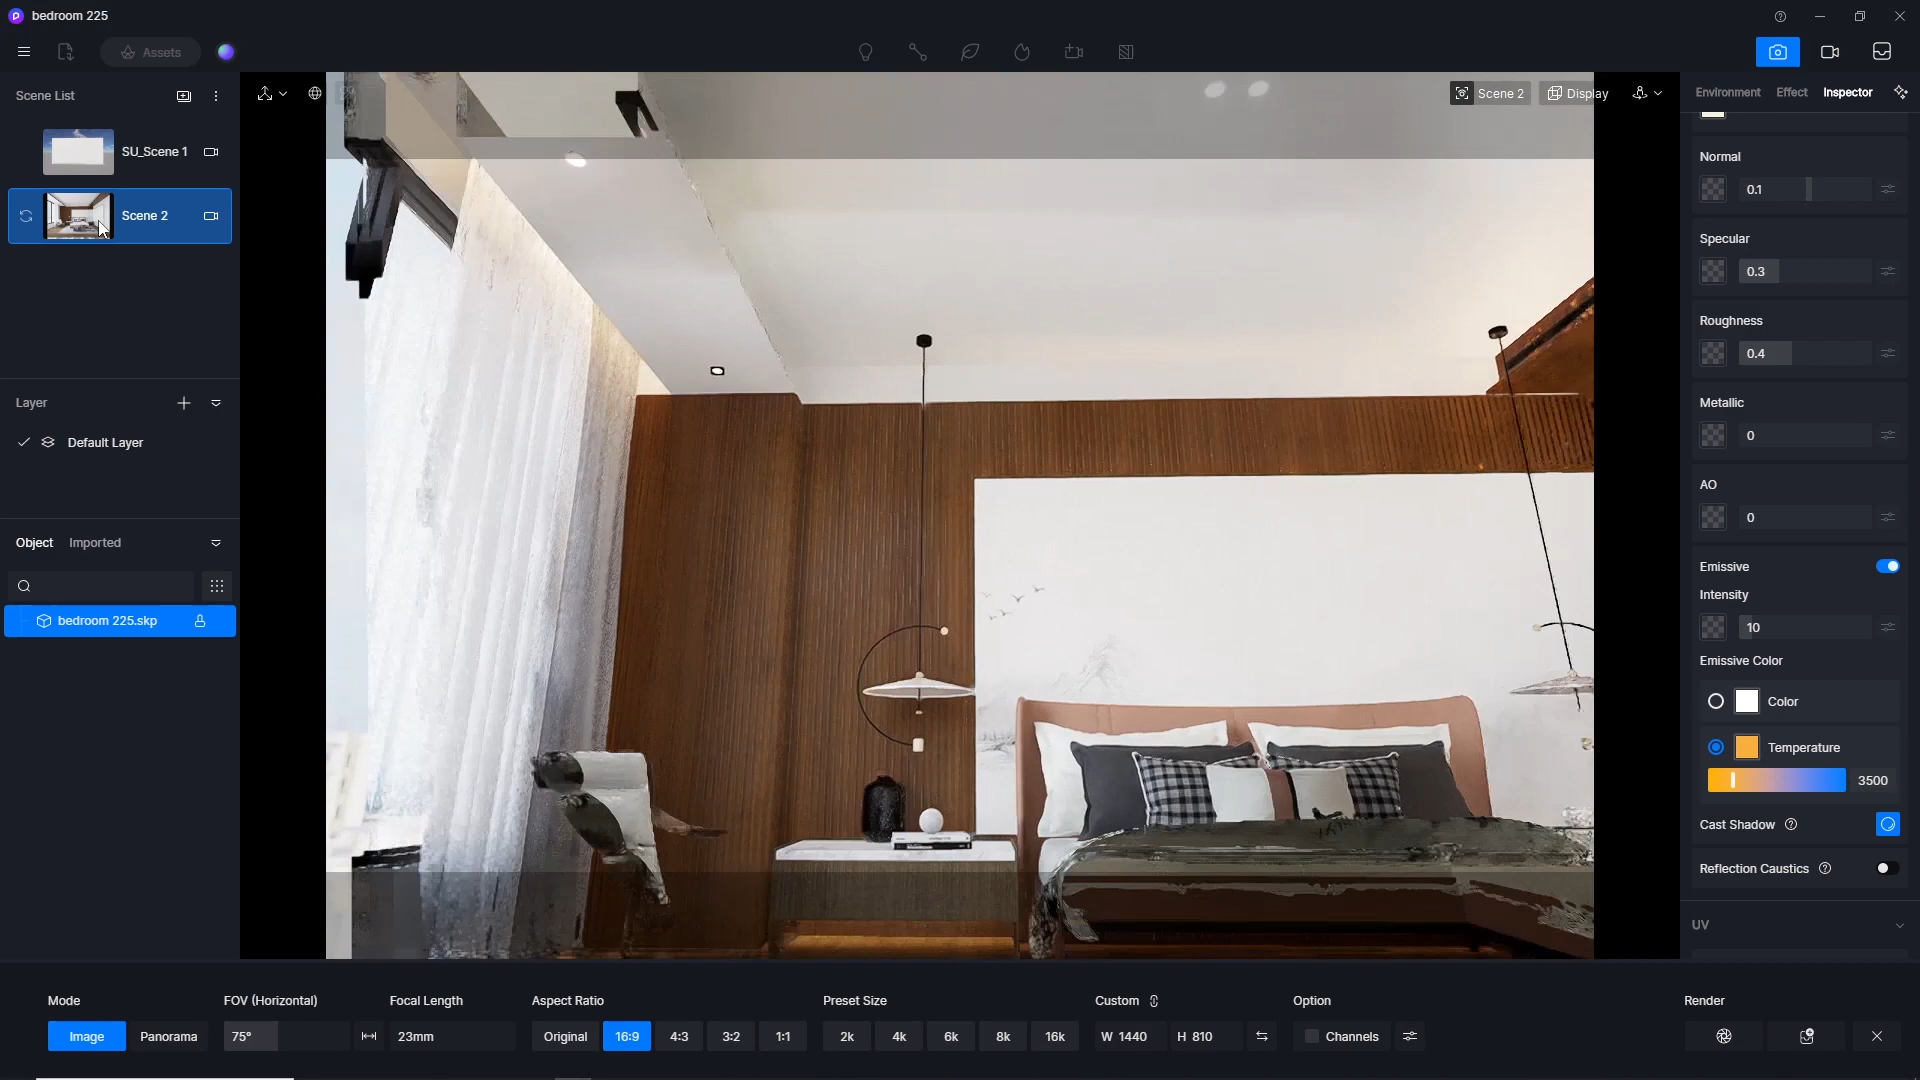 bedroom 225
Assets
Scene List
SU_Scene 1
Scene 2
Layer
Default Layer
Object Imported
bedroom 225.skp
Scene 2
Display
Environment Effect Inspector
Normal
0.1
Specular
0.3
Roughness
0.4
Metallic
0
AO
0
Emissive
Intensity
10
Emissive Color
Color
Temperature
3500
Cast Shadow
Reflection Caustics
UV
Mode
Image Panorama
FOV (Horizontal)
75°
Focal Length
23mm
Aspect Ratio
Original 16:9 4:3 3:2 1:1
Preset Size
2k 4k 6k 8k 16k
Custom
W 1440 H 810
Option
Channels
Render